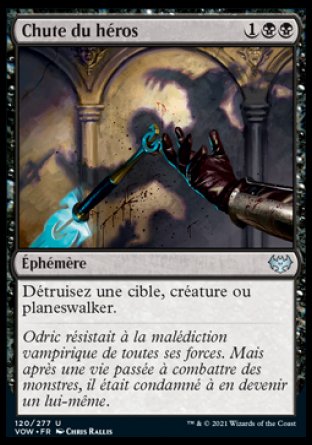 Chute du héros 1
Éphémère
Détruisez une cible, créature ou
planeswalker.
Odric résistait à la malédiction
vampirique de toutes ses forces. Mais
après une vie passée à combattre des
monstres, il était condamné à en devenir
un lui-même.
120/277 U
VOW • FR Chris Rallis
™ & © 2021 Wizards of the Coast